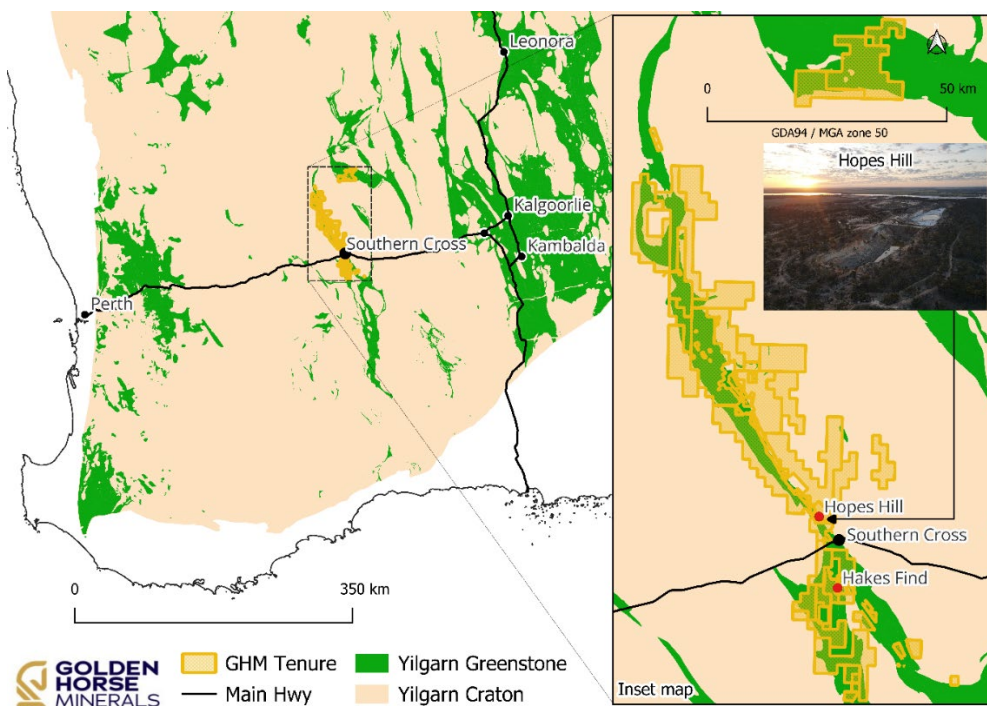 Leonora
Kalgoorlie
Kambalda
Southern Cross
Perth
0 350 km
GOLDEN
HORSE
MINERALS
GHM Tenure
Main Hwy
Yilgarn Greenstone
Yilgarn Craton
0 50 km
GDA94 / MGA zone 50
Hopes Hill
Hopes Hill
Southern Cross
Hakes Find
Inset map